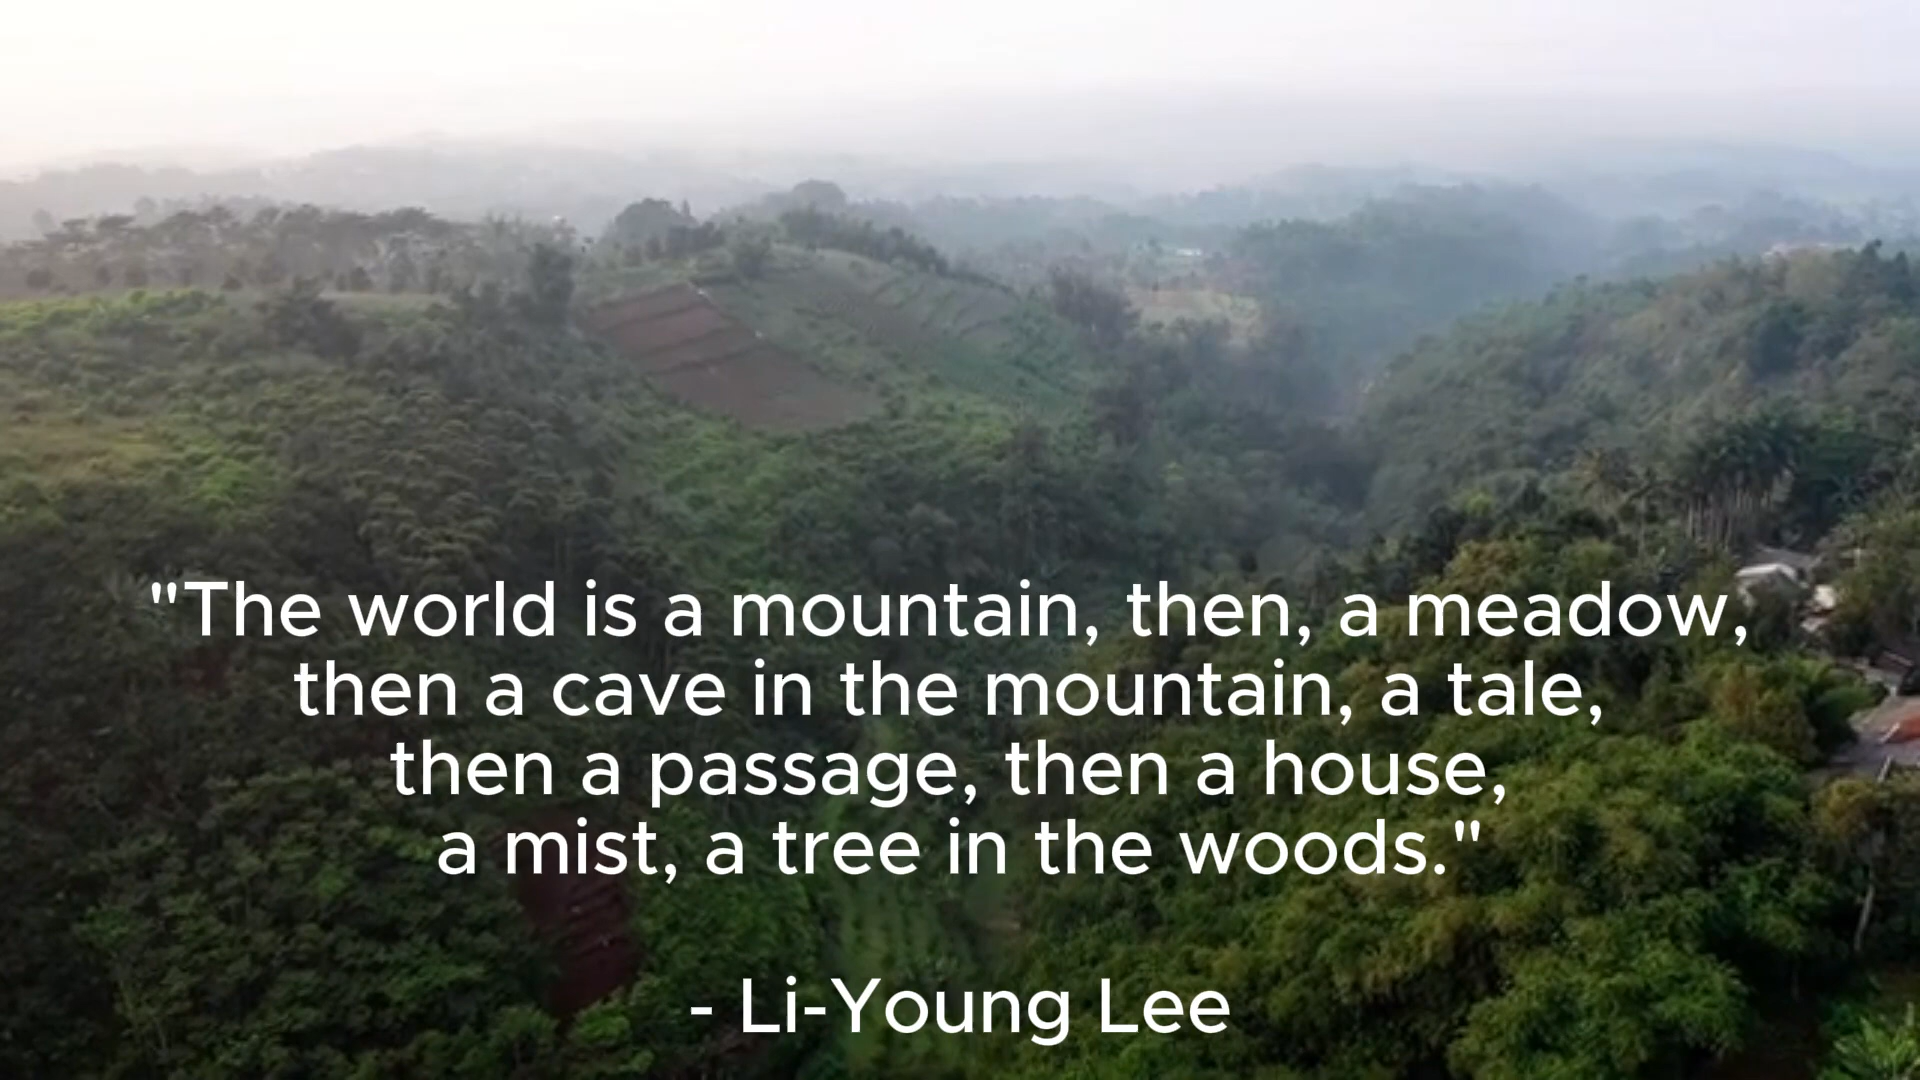 "The world is a mountain, then, a meadow,
then a cave in the mountain, a tale,
then a passage, then a house,
a mist, a tree in the woods."
- Li-Young Lee